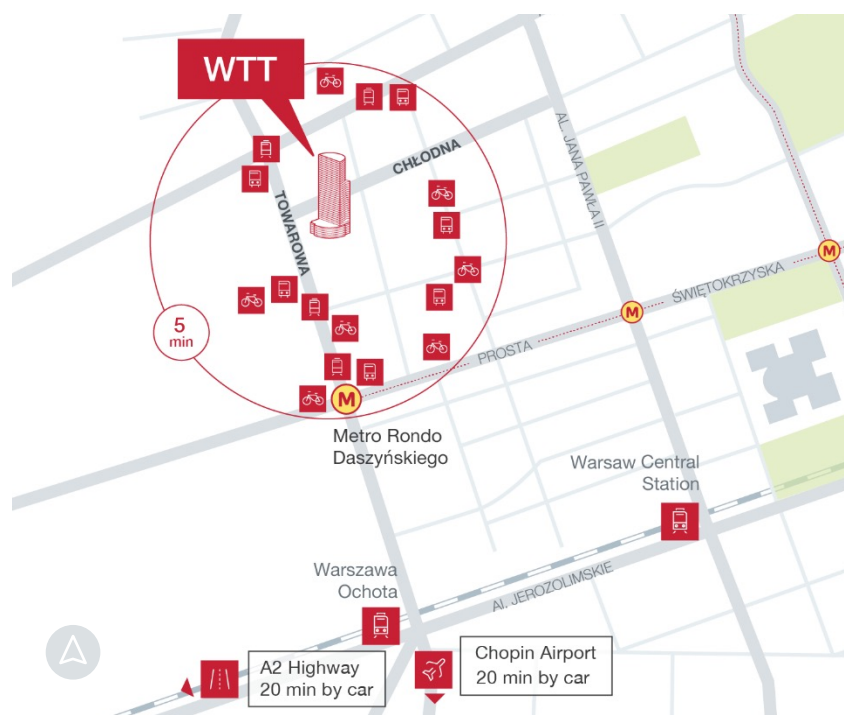 WTT
CHŁODNA
TOWAROWA
AL. JANA PAWŁA II
5
min
M
M
ŚWIĘTOKRZYSKA
PROSTA
M
Metro Rondo
Daszyńskiego
Warsaw Central
Station
Warszawa
Ochota
Al. JEROZOLIMSKIE
A2 Highway
20 min by car
Chopin Airport
20 min by car